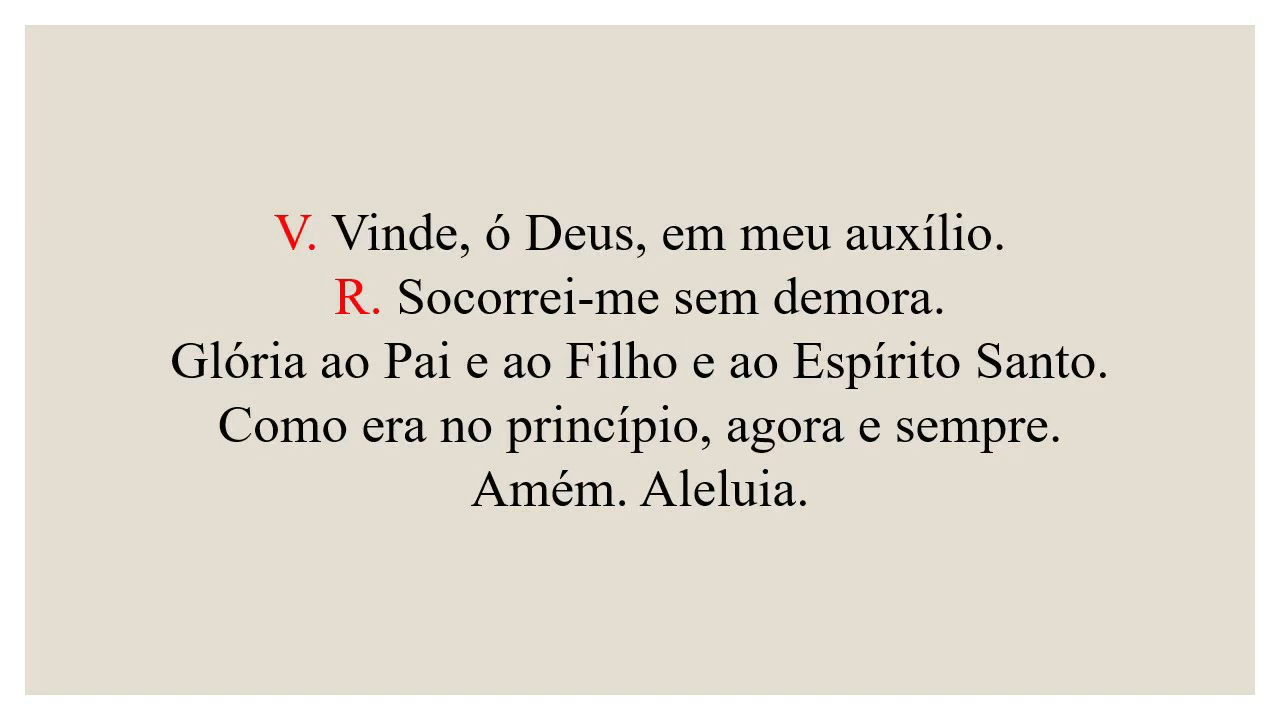 V. Vinde, ó Deus, em meu auxílio.
R. Socorrei-me sem demora.
Glória ao Pai e ao Filho e ao Espírito Santo.
Como era no princípio, agora e sempre.
Amém. Aleluia.